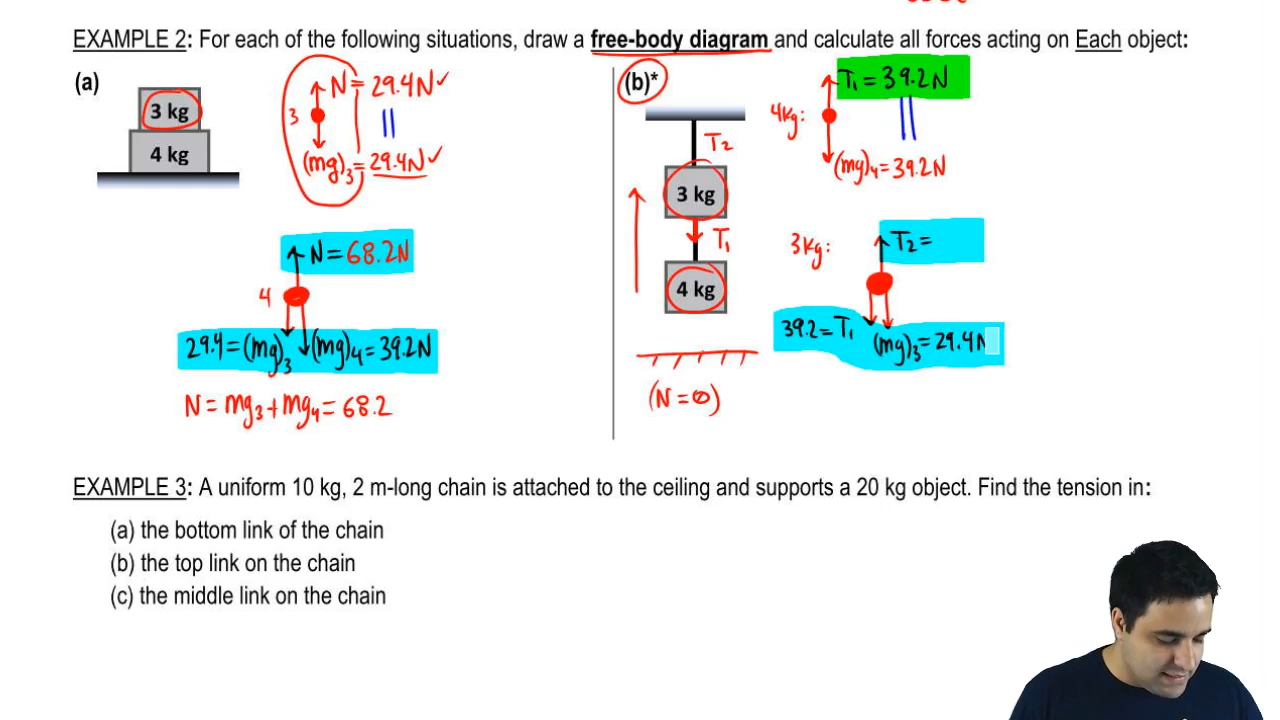 EXAMPLE 2: For each of the following situations, draw a free-body diagram and calculate all forces acting on Each object:
(a)
3 kg
4 kg
3
N = 29.4N ✓
(mg)₃ = 29.4N ✓
N = 68.2N
4
29.4 = (mg)₃ (mg)₄ = 39.2N
N = mg₃ + mg₄ = 68.2
(b)*
T₂
3 kg
T₁
4 kg
(N = 0)
4kg:
T₁ = 39.2N
(mg)₄ = 39.2N
3kg:
T₂ =
39.2 = T₁ (mg)₃ = 29.4N
EXAMPLE 3: A uniform 10 kg, 2 m-long chain is attached to the ceiling and supports a 20 kg object. Find the tension in:
(a) the bottom link of the chain
(b) the top link on the chain
(c) the middle link on the chain